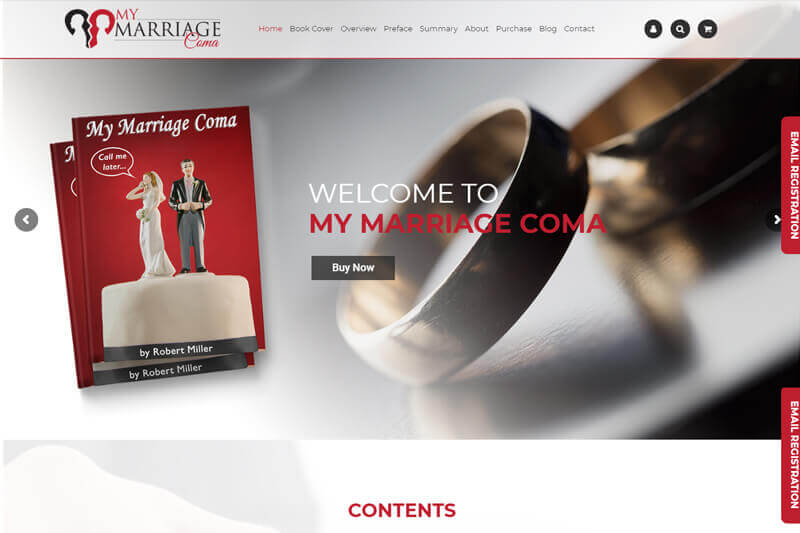 MY
MARRIAGE
Coma
Home Book Cover Overview Preface Summary About Purchase Blog Contact
My Marriage Coma
Call me
later...
by Robert Miller
M
by Robert Miller
WELCOME TO
MY MARRIAGE COMA
Buy Now
EMAIL REGISTRATION
EMAIL REGISTRATION
CONTENTS